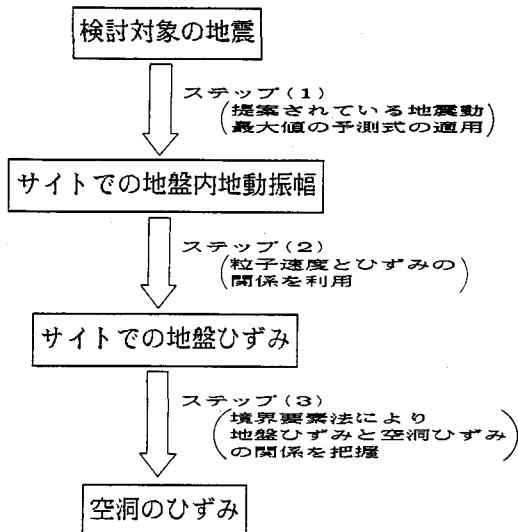 検討対象の地震
ステップ(1)
(提案されている地震動
最大値の予測式の適用)
サイトでの地盤内地動振幅
ステップ(2)
(粒子速度とひずみの
関係を利用)
サイトでの地盤ひずみ
ステップ(3)
(境界要素法により
地盤ひずみと空洞ひずみ
の関係を把握)
空洞のひずみ